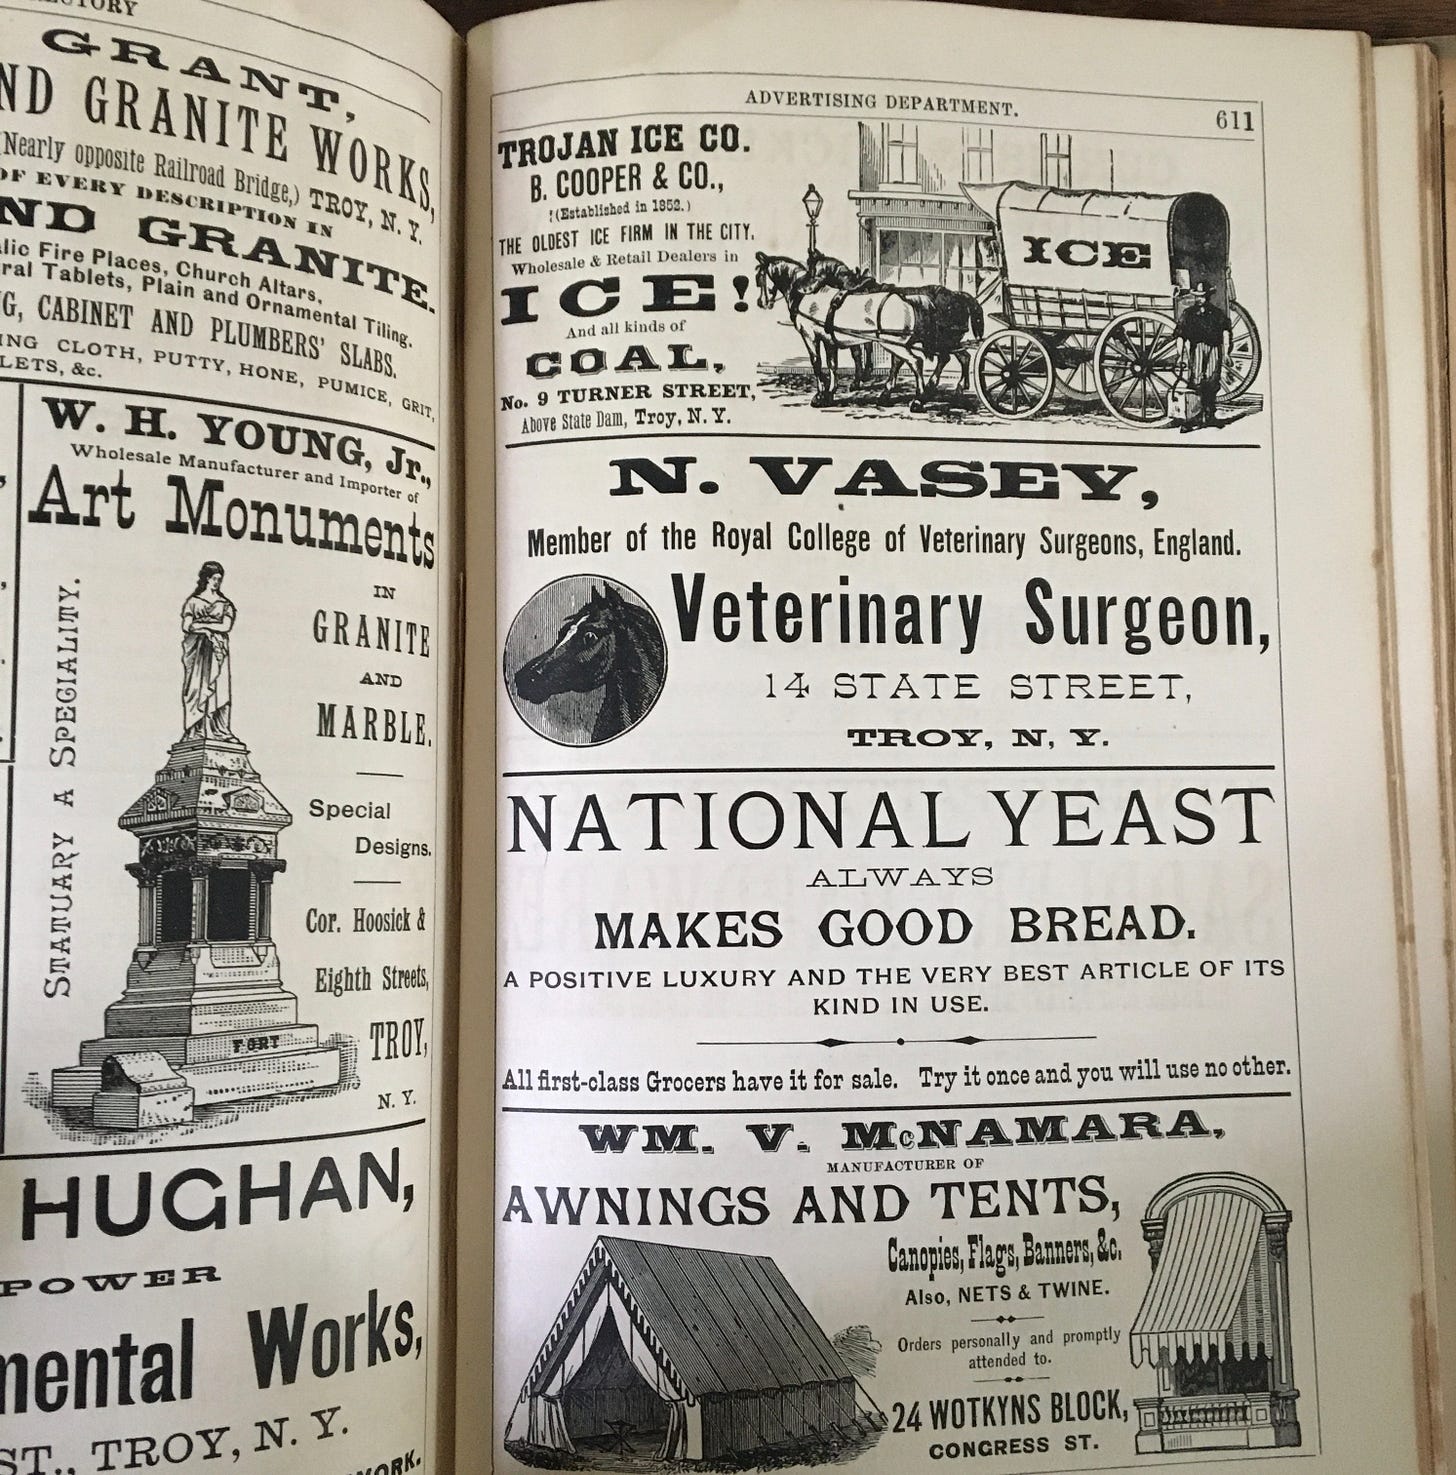 GRANT,
ND GRANITE WORKS,
(Nearly opposite Railroad Bridge,) TROY, N. Y.
OF EVERY DESCRIPTION IN
ND GRANITE.
Fire Places, Church Altars,
Tablets, Plain and Ornamental Tiling.
CABINET AND PLUMBERS' SLABS.
CLOTH, PUTTY, HONE, PUMICE, GRIT,
&c.
W. H. YOUNG, Jr.,
Wholesale Manufacturer and Importer of
Art Monuments
STATUARY A SPECIALITY.
IN
GRANITE
AND
MARBLE.
Special
Designs.
Cor. Hoosick &
Eighth Streets,
TROY,
N. Y.
FORT
HUGHAN,
POWER
mental Works,
ST., TROY, N. Y.
WORK.
ADVERTISING DEPARTMENT. 611
TROJAN ICE CO.
B. COOPER & CO.,
(Established in 1852.)
THE OLDEST ICE FIRM IN THE CITY.
Wholesale & Retail Dealers in
ICE!
And all kinds of
COAL,
No. 9 TURNER STREET,
Above State Dam, Troy, N. Y.
ICE
N. VASEY,
Member of the Royal College of Veterinary Surgeons, England.
Veterinary Surgeon,
14 STATE STREET,
TROY, N, Y.
NATIONAL YEAST
ALWAYS
MAKES GOOD BREAD.
A POSITIVE LUXURY AND THE VERY BEST ARTICLE OF ITS
KIND IN USE.
All first-class Grocers have it for sale. Try it once and you will use no other.
WM. V. McNAMARA,
MANUFACTURER OF
AWNINGS AND TENTS,
Canopies, Flags, Banners, &c.
Also, NETS & TWINE.
Orders personally and promptly
attended to.
24 WOTKYNS BLOCK,
CONGRESS ST.